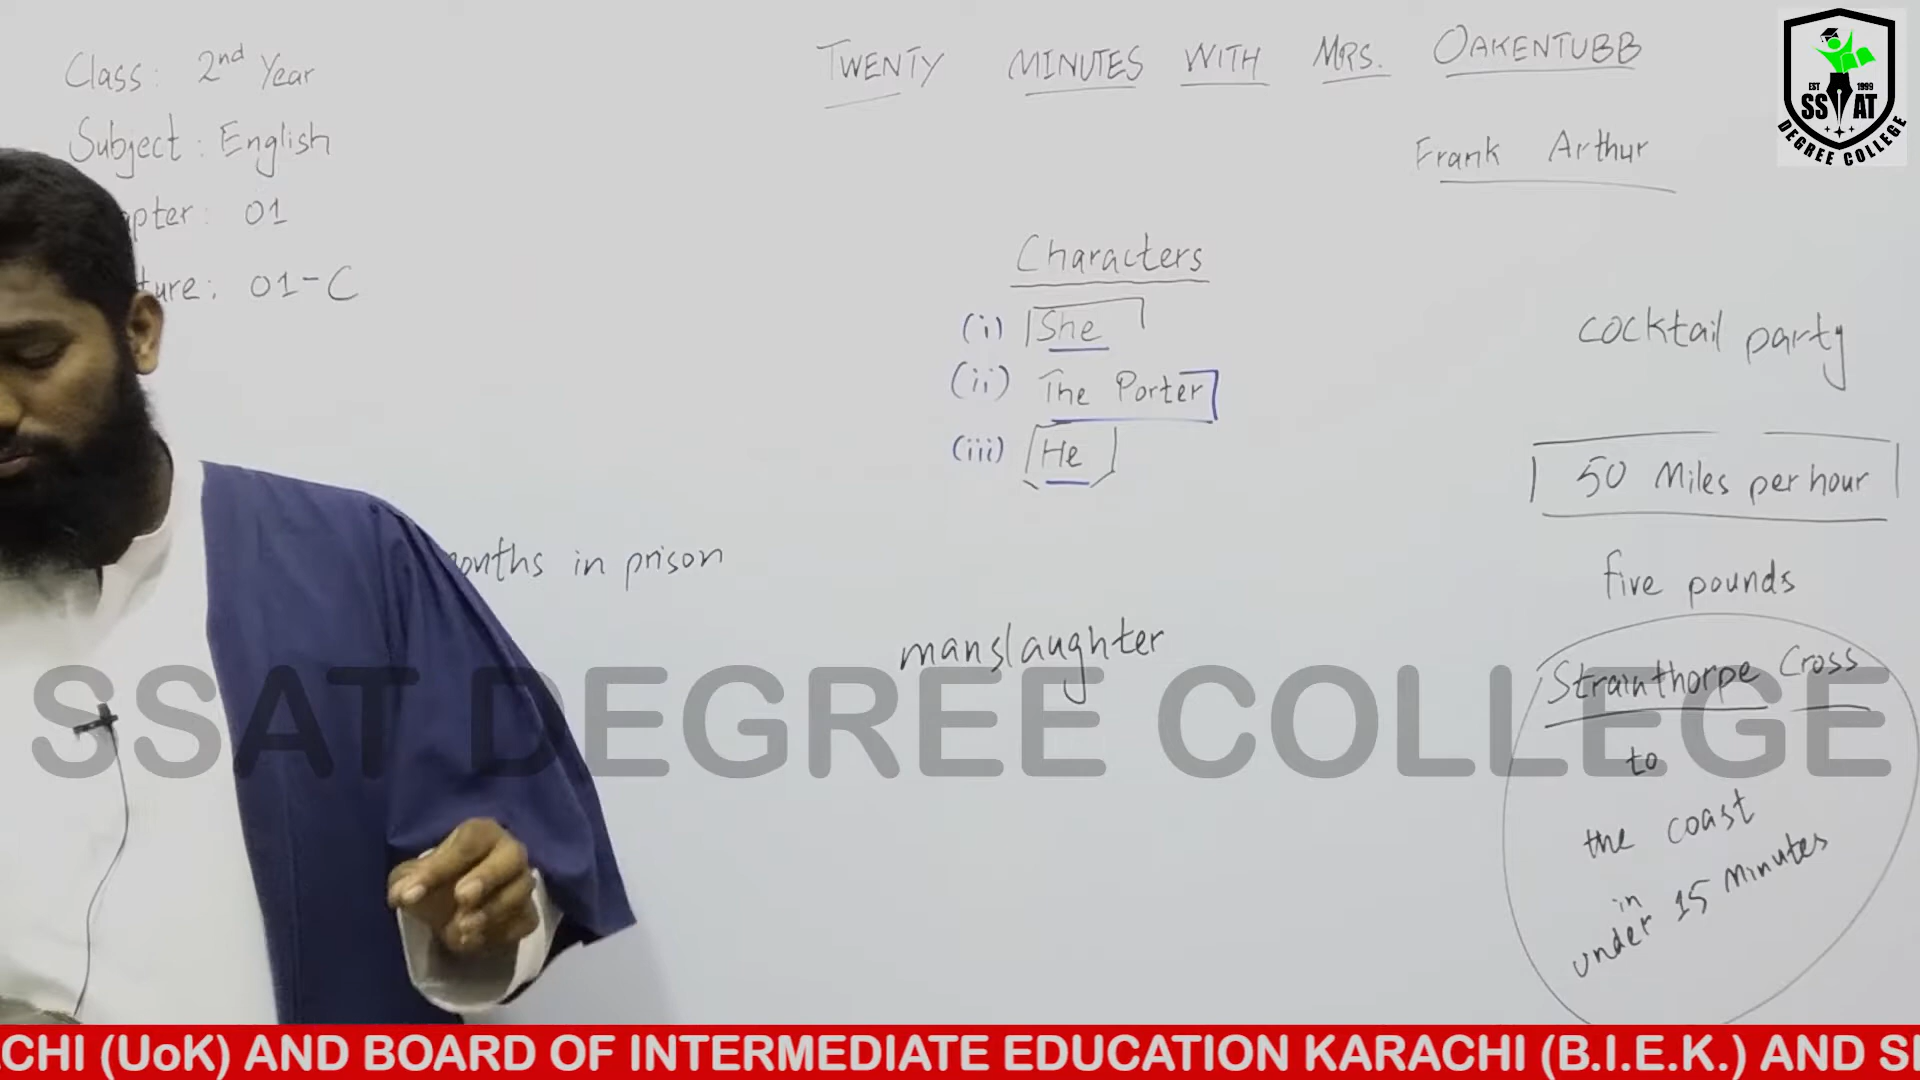 Class: 2nd Year
Subject: English
pter: 01
ture: 01-C
TWENTY MINUTES WITH MRS. OAKENTUBB
Frank Arthur
EST 1999
SSAT
DEGREE COLLEGE
Characters
(i) She
(ii) The Porter
(iii) He
cocktail party
50 Miles per hour
five pounds
months in prison
manslaughter
Strainthorpe Cross
to
the coast
in
under 15 Minutes
SSAT DEGREE COLLEGE
CHI (UoK) AND BOARD OF INTERMEDIATE EDUCATION KARACHI (B.I.E.K.) AND